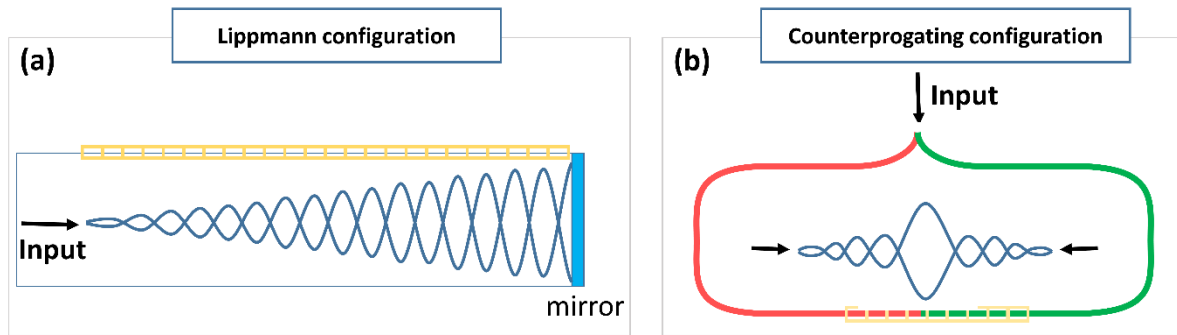 Lippmann configuration
(a)
Input
mirror
Counterprogating configuration
(b)
Input